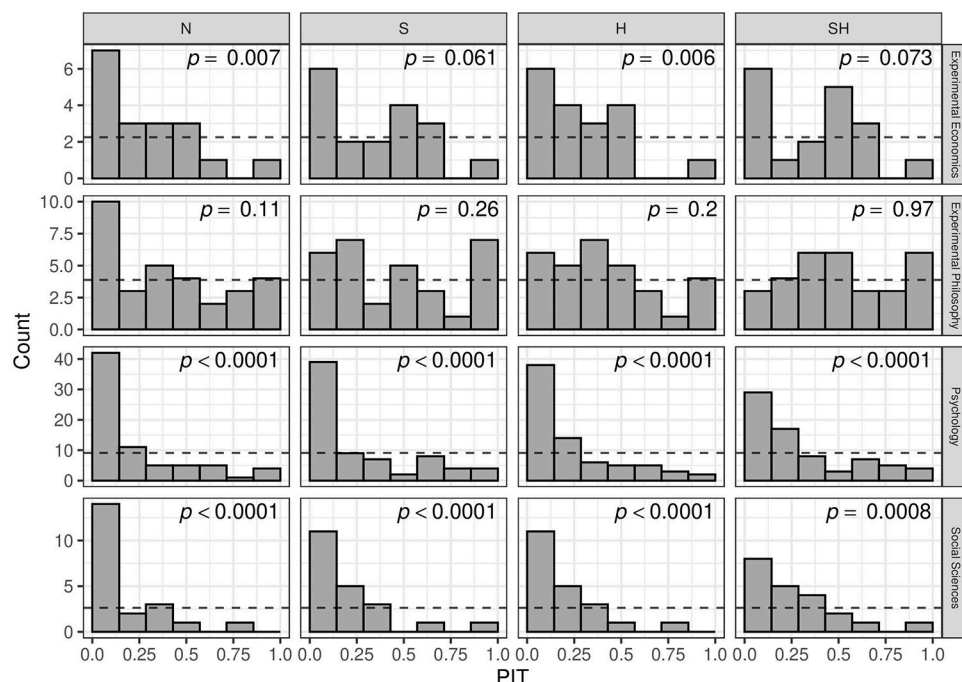 N S H SH
p = 0.007 p = 0.061 p = 0.006 p = 0.073
6
4
2
0
Experimental Economics
p = 0.11 p = 0.26 p = 0.2 p = 0.97
10.0
7.5
5.0
2.5
0.0
Experimental Philosophy
Count
p < 0.0001 p < 0.0001 p < 0.0001 p < 0.0001
40
30
20
10
0
Psychology
p < 0.0001 p < 0.0001 p < 0.0001 p = 0.0008
10
5
0
Social Sciences
0.0 0.25 0.5 0.75 1.0 0.0 0.25 0.5 0.75 1.0 0.0 0.25 0.5 0.75 1.0 0.0 0.25 0.5 0.75 1.0
PIT